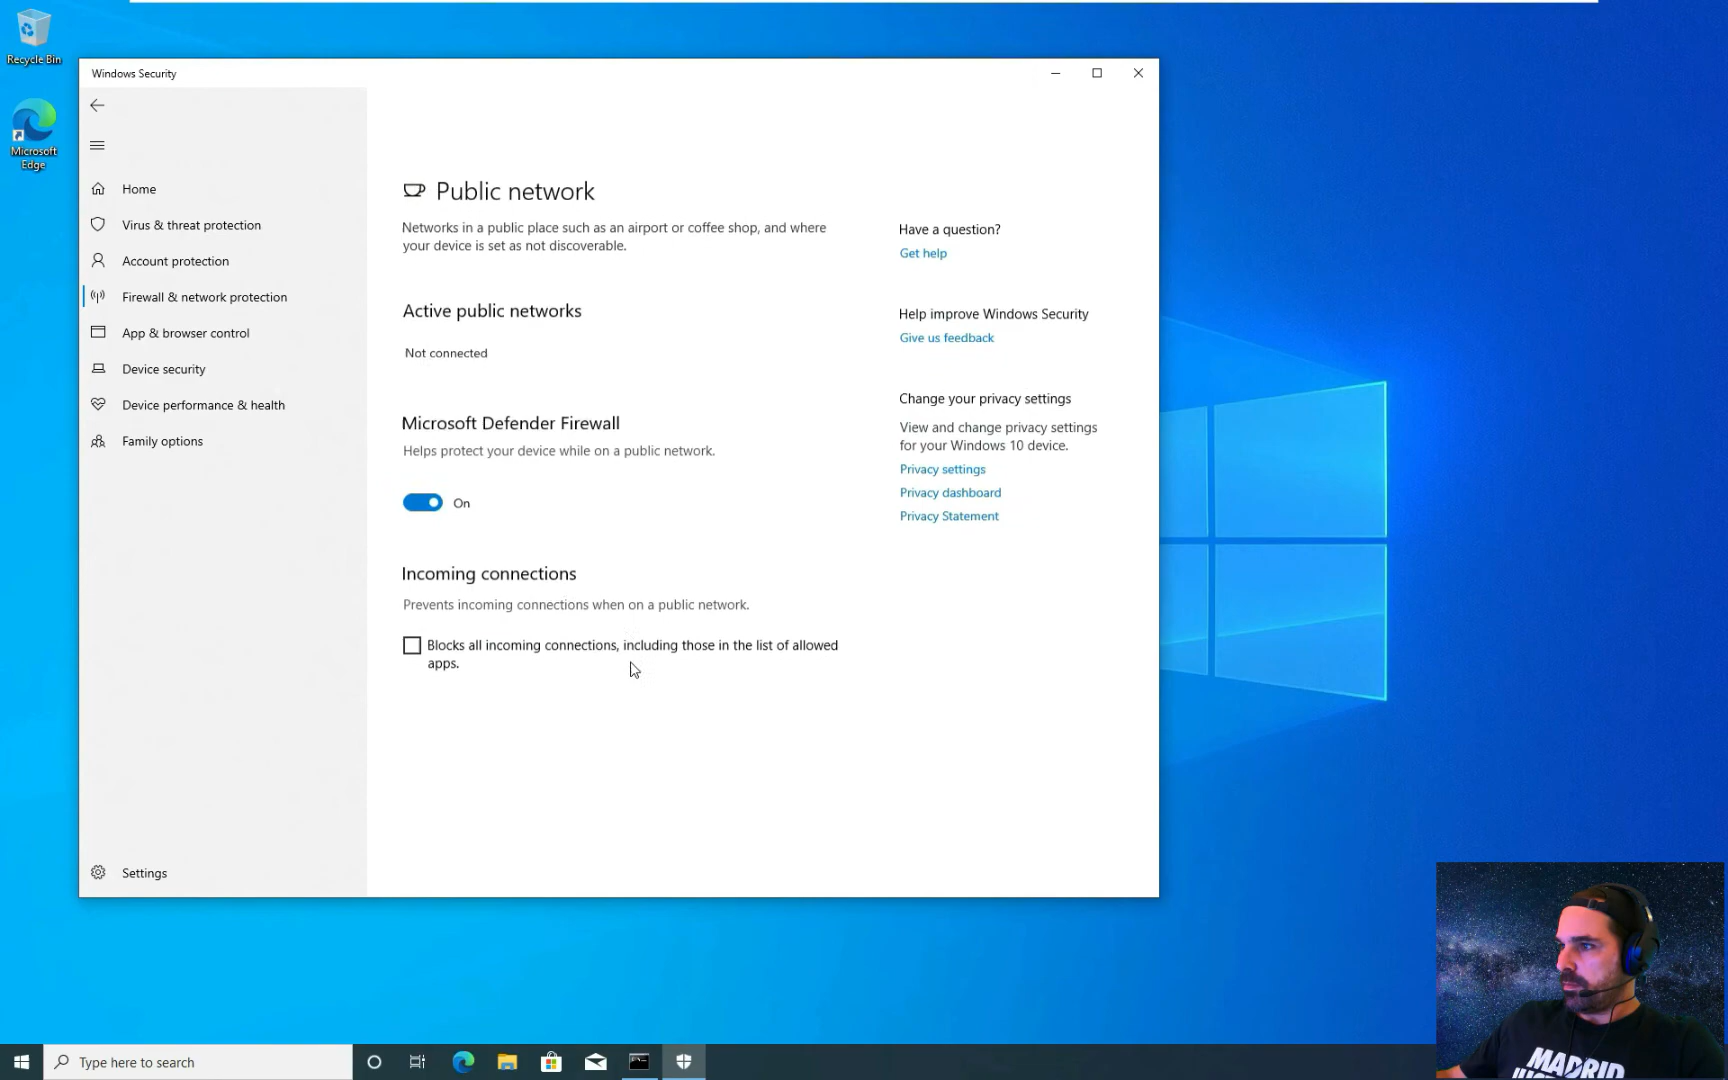 Recycle Bin
Microsoft
Edge
Windows Security
Home
Virus & threat protection
Account protection
Firewall & network protection
App & browser control
Device security
Device performance & health
Family options
Settings
Public network
Networks in a public place such as an airport or coffee shop, and where
your device is set as not discoverable.
Active public networks
Not connected
Microsoft Defender Firewall
Helps protect your device while on a public network.
On
Incoming connections
Prevents incoming connections when on a public network.
Blocks all incoming connections, including those in the list of allowed
apps.
Have a question?
Get help
Help improve Windows Security
Give us feedback
Change your privacy settings
View and change privacy settings
for your Windows 10 device.
Privacy settings
Privacy dashboard
Privacy Statement
Type here to search
MADRID